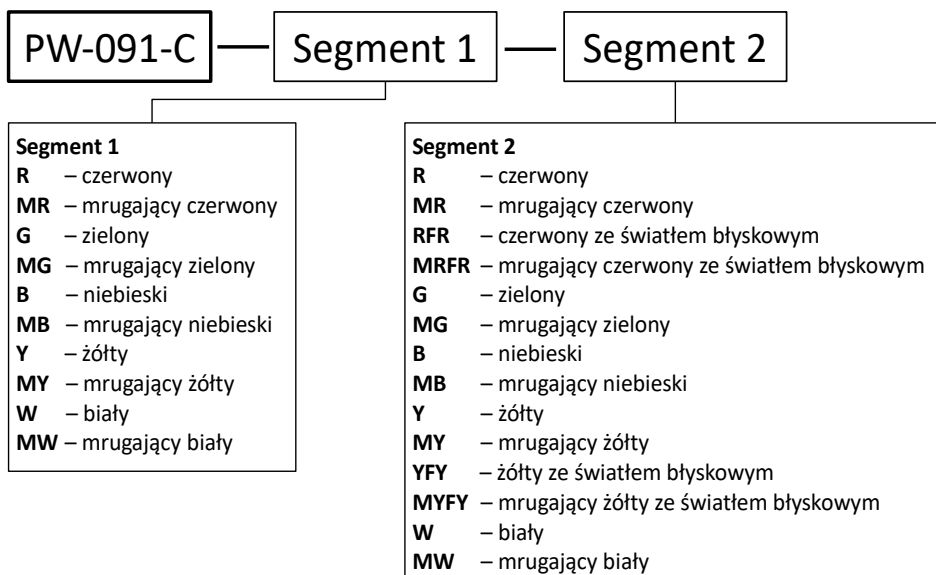 PW-091-C — Segment 1 — Segment 2
Segment 1
R – czerwony
MR – mrugający czerwony
G – zielony
MG – mrugający zielony
B – niebieski
MB – mrugający niebieski
Y – żółty
MY – mrugający żółty
W – biały
MW – mrugający biały
Segment 2
R – czerwony
MR – mrugający czerwony
RFR – czerwony ze światłem błyskowym
MRFR – mrugający czerwony ze światłem błyskowym
G – zielony
MG – mrugający zielony
B – niebieski
MB – mrugający niebieski
Y – żółty
MY – mrugający żółty
YFY – żółty ze światłem błyskowym
MYFY – mrugający żółty ze światłem błyskowym
W – biały
MW – mrugający biały